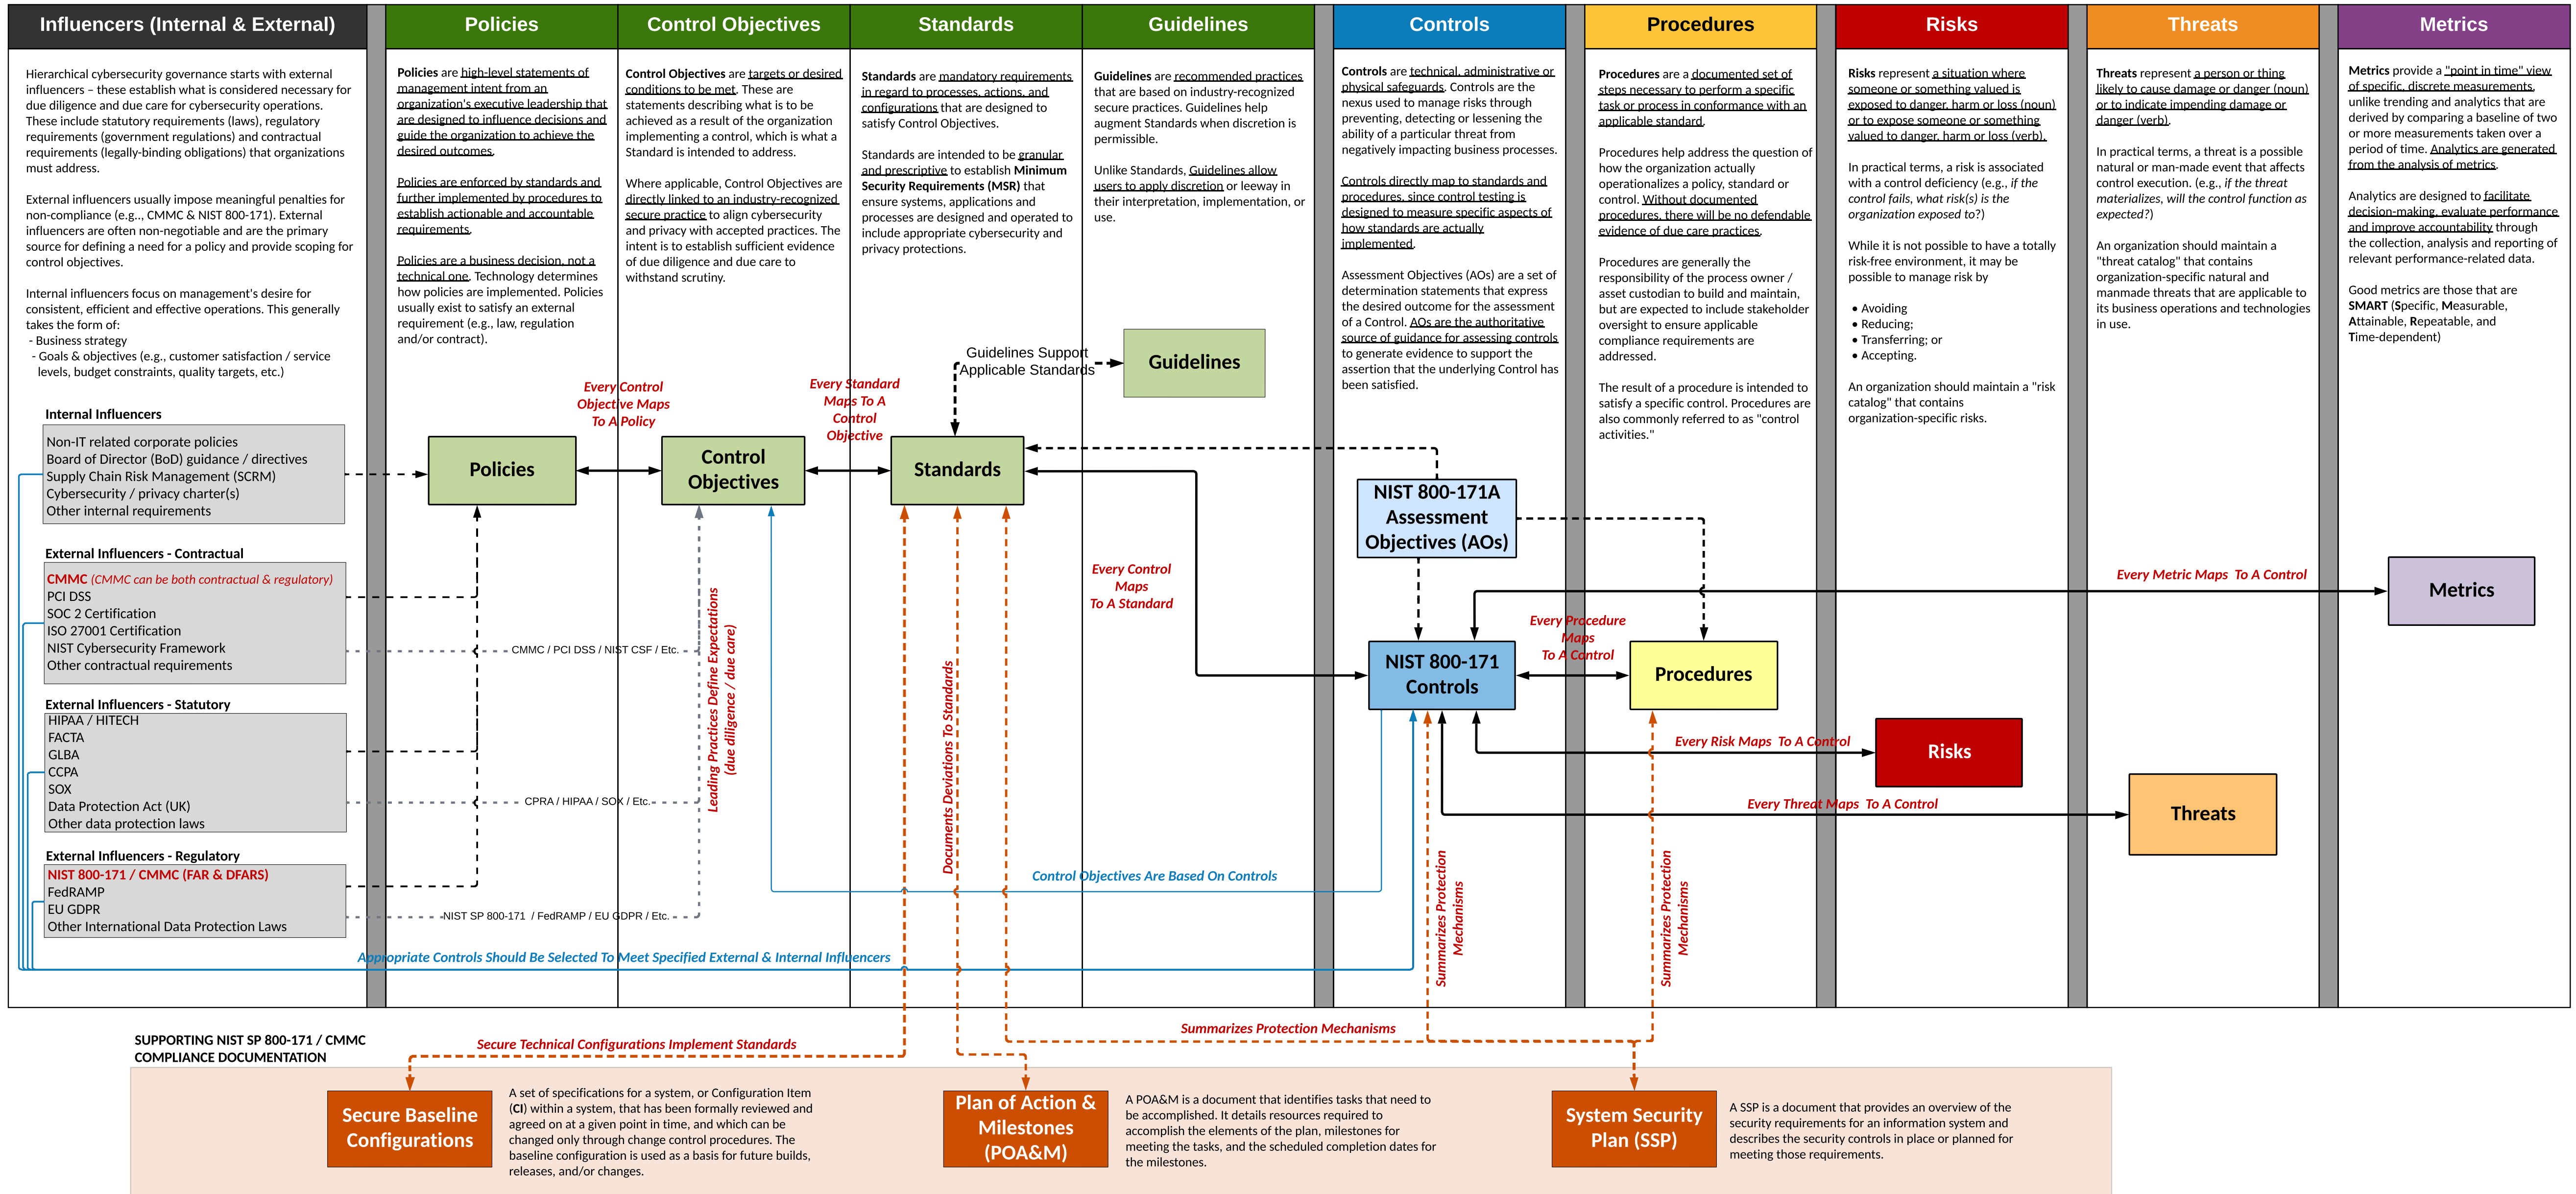 Influencers (Internal & External)
Policies
Control Objectives
Standards
Guidelines
Controls
Procedures
Risks
Threats
Metrics
Hierarchical cybersecurity governance starts with external
influencers – these establish what is considered necessary for
due diligence and due care for cybersecurity operations.
These include statutory requirements (laws), regulatory
requirements (government regulations) and contractual
requirements (legally-binding obligations) that organizations
must address.
External influencers usually impose meaningful penalties for
non-compliance (e.g.., CMMC & NIST 800-171). External
influencers are often non-negotiable and are the primary
source for defining a need for a policy and provide scoping for
control objectives.
Internal influencers focus on management's desire for
consistent, efficient and effective operations. This generally
takes the form of:
- Business strategy
- Goals & objectives (e.g., customer satisfaction / service
levels, budget constraints, quality targets, etc.)
Policies are high-level statements of
management intent from an
organization's executive leadership that
are designed to influence decisions and
guide the organization to achieve the
desired outcomes.
Policies are enforced by standards and
further implemented by procedures to
establish actionable and accountable
requirements.
Policies are a business decision, not a
technical one. Technology determines
how policies are implemented. Policies
usually exist to satisfy an external
requirement (e.g., law, regulation
and/or contract).
Control Objectives are targets or desired
conditions to be met. These are
statements describing what is to be
achieved as a result of the organization
implementing a control, which is what a
Standard is intended to address.
Where applicable, Control Objectives are
directly linked to an industry-recognized
secure practice to align cybersecurity
and privacy with accepted practices. The
intent is to establish sufficient evidence
of due diligence and due care to
withstand scrutiny.
Standards are mandatory requirements
in regard to processes, actions, and
configurations that are designed to
satisfy Control Objectives.
Standards are intended to be granular
and prescriptive to establish Minimum
Security Requirements (MSR) that
ensure systems, applications and
processes are designed and operated to
include appropriate cybersecurity and
privacy protections.
Guidelines are recommended practices
that are based on industry-recognized
secure practices. Guidelines help
augment Standards when discretion is
permissible.
Unlike Standards, Guidelines allow
users to apply discretion or leeway in
their interpretation, implementation, or
use.
Controls are technical, administrative or
physical safeguards. Controls are the
nexus used to manage risks through
preventing, detecting or lessening the
ability of a particular threat from
negatively impacting business processes.
Controls directly map to standards and
procedures, since control testing is
designed to measure specific aspects of
how standards are actually
implemented.
Assessment Objectives (AOs) are a set of
determination statements that express
the desired outcome for the assessment
of a Control. AOs are the authoritative
source of guidance for assessing controls
to generate evidence to support the
assertion that the underlying Control has
been satisfied.
Procedures are a documented set of
steps necessary to perform a specific
task or process in conformance with an
applicable standard.
Procedures help address the question of
how the organization actually
operationalizes a policy, standard or
control. Without documented
procedures, there will be no defendable
evidence of due care practices.
Procedures are generally the
responsibility of the process owner /
asset custodian to build and maintain,
but are expected to include stakeholder
oversight to ensure applicable
compliance requirements are
addressed.
The result of a procedure is intended to
satisfy a specific control. Procedures are
also commonly referred to as "control
activities."
Risks represent a situation where
someone or something valued is
exposed to danger, harm or loss (noun)
or to expose someone or something
valued to danger, harm or loss (verb).
In practical terms, a risk is associated
with a control deficiency (e.g., if the
control fails, what risk(s) is the
organization exposed to?)
While it is not possible to have a totally
risk-free environment, it may be
possible to manage risk by
• Avoiding
• Reducing;
• Transferring; or
• Accepting.
An organization should maintain a "risk
catalog" that contains
organization-specific risks.
Threats represent a person or thing
likely to cause damage or danger (noun)
or to indicate impending damage or
danger (verb).
In practical terms, a threat is a possible
natural or man-made event that affects
control execution. (e.g., if the threat
materializes, will the control function as
expected?)
An organization should maintain a
"threat catalog" that contains
organization-specific natural and
manmade threats that are applicable to
its business operations and technologies
in use.
Metrics provide a "point in time" view
of specific, discrete measurements,
unlike trending and analytics that are
derived by comparing a baseline of two
or more measurements taken over a
period of time. Analytics are generated
from the analysis of metrics.
Analytics are designed to facilitate
decision-making, evaluate performance
and improve accountability through
the collection, analysis and reporting of
relevant performance-related data.
Good metrics are those that are
SMART (Specific, Measurable,
Attainable, Repeatable, and
Time-dependent)
Guidelines Support
Applicable Standards
Guidelines
Every Control
Objective Maps
To A Policy
Every Standard
Maps To A
Control
Objective
Internal Influencers
Non-IT related corporate policies
Board of Director (BoD) guidance / directives
Supply Chain Risk Management (SCRM)
Cybersecurity / privacy charter(s)
Other internal requirements
Policies
Control
Objectives
Standards
NIST 800-171A
Assessment
Objectives (AOs)
External Influencers - Contractual
CMMC (CMMC can be both contractual & regulatory)
PCI DSS
SOC 2 Certification
ISO 27001 Certification
NIST Cybersecurity Framework
Other contractual requirements
CMMC / PCI DSS / NIST CSF / Etc.
Leading Practices Define Expectations
(due diligence / due care)
Documents Deviations To Standards
Every Control
Maps
To A Standard
Every Metric Maps To A Control
Metrics
Every Procedure
Maps
To A Control
NIST 800-171
Controls
Procedures
External Influencers - Statutory
HIPAA / HITECH
FACTA
GLBA
CCPA
SOX
Data Protection Act (UK)
Other data protection laws
CPRA / HIPAA / SOX / Etc.
Every Risk Maps To A Control
Risks
Every Threat Maps To A Control
Threats
External Influencers - Regulatory
NIST 800-171 / CMMC (FAR & DFARS)
FedRAMP
EU GDPR
Other International Data Protection Laws
NIST SP 800-171 / FedRAMP / EU GDPR / Etc.
Control Objectives Are Based On Controls
Summarizes Protection
Mechanisms
Summarizes Protection
Mechanisms
Appropriate Controls Should Be Selected To Meet Specified External & Internal Influencers
SUPPORTING NIST SP 800-171 / CMMC
COMPLIANCE DOCUMENTATION
Secure Technical Configurations Implement Standards
Summarizes Protection Mechanisms
Secure Baseline
Configurations
A set of specifications for a system, or Configuration Item
(CI) within a system, that has been formally reviewed and
agreed on at a given point in time, and which can be
changed only through change control procedures. The
baseline configuration is used as a basis for future builds,
releases, and/or changes.
Plan of Action &
Milestones
(POA&M)
A POA&M is a document that identifies tasks that need to
be accomplished. It details resources required to
accomplish the elements of the plan, milestones for
meeting the tasks, and the scheduled completion dates for
the milestones.
System Security
Plan (SSP)
A SSP is a document that provides an overview of the
security requirements for an information system and
describes the security controls in place or planned for
meeting those requirements.